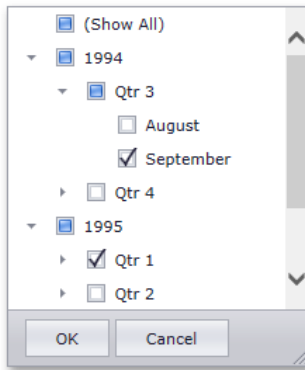 (Show All)
1994
Qtr 3
August
September
Qtr 4
1995
Qtr 1
Qtr 2
OK Cancel